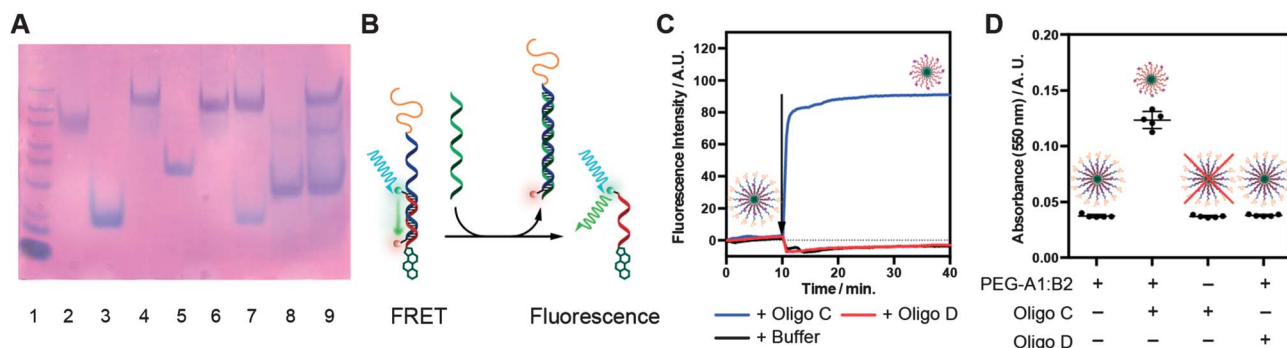 A
1 2 3 4 5 6 7 8 9
B
FRET
Fluorescence
C
Fluorescence Intensity / A.U.
120
100
80
60
40
20
0
0 10 20 30 40
Time / min.
+ Oligo C
+ Oligo D
+ Buffer
D
Absorbance (550 nm) / A. U.
0.20
0.15
0.10
0.05
0.00
PEG-A1:B2 + + – +
Oligo C – + + –
Oligo D – – – +